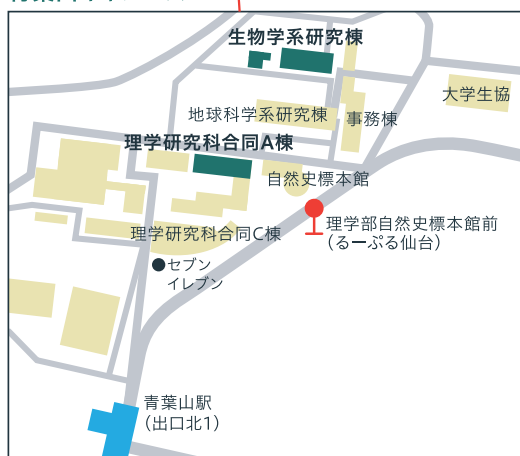 生物学系研究棟
大学生協
地球科学系研究棟
事務棟
理学研究科合同A棟
自然史標本館
理学部自然史標本館前
（るーぷる仙台）
理学研究科合同C棟
セブン
イレブン
青葉山駅
（出口北1）